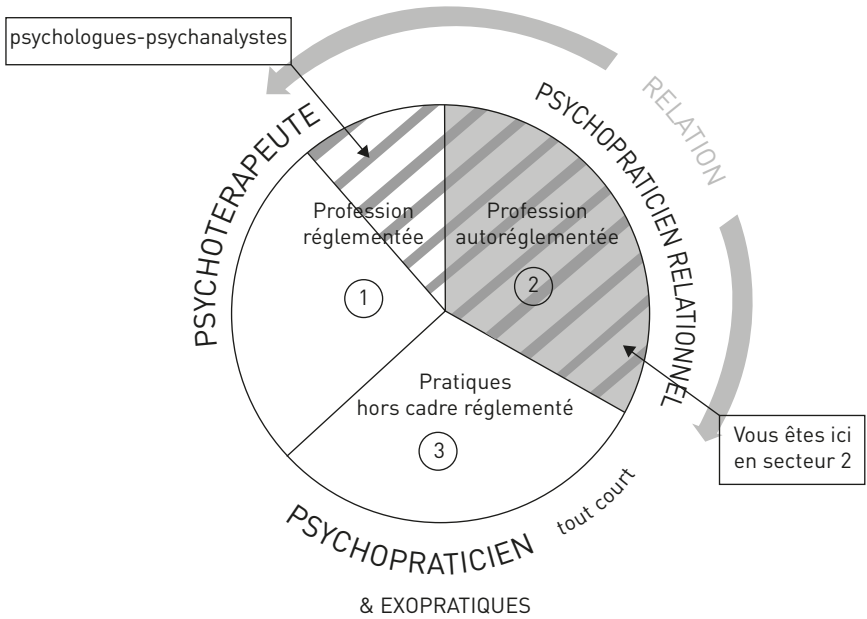 psychologues-psychanalystes
RELATION
PSYCHOTERAPEUTE
PSYCHOPRATICIEN RELATIONNEL
Profession
réglementée
1
Profession
autoréglementée
2
Pratiques
hors cadre réglementé
3
Vous êtes ici
en secteur 2
PSYCHOPRATICIEN
tout court
& EXOPRATIQUES